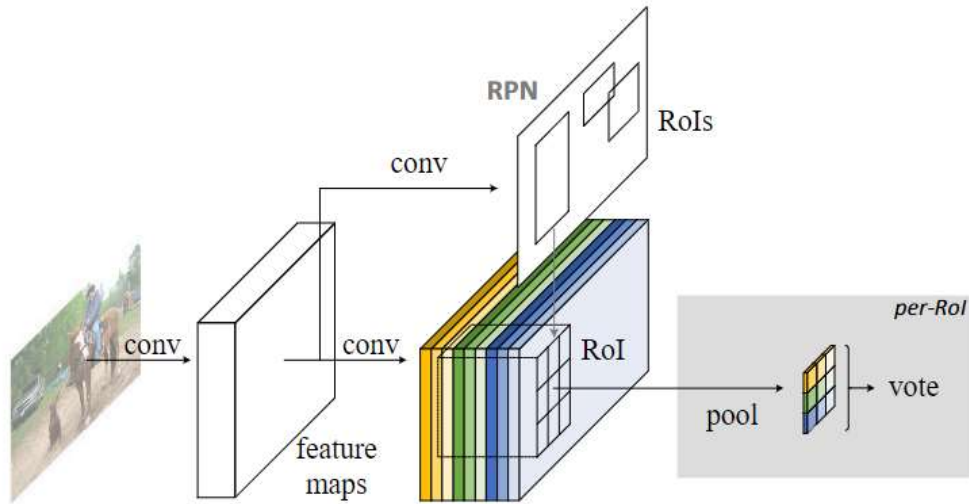 RPN
RoIs
conv
per-RoI
conv
conv
RoI
pool
vote
feature
maps